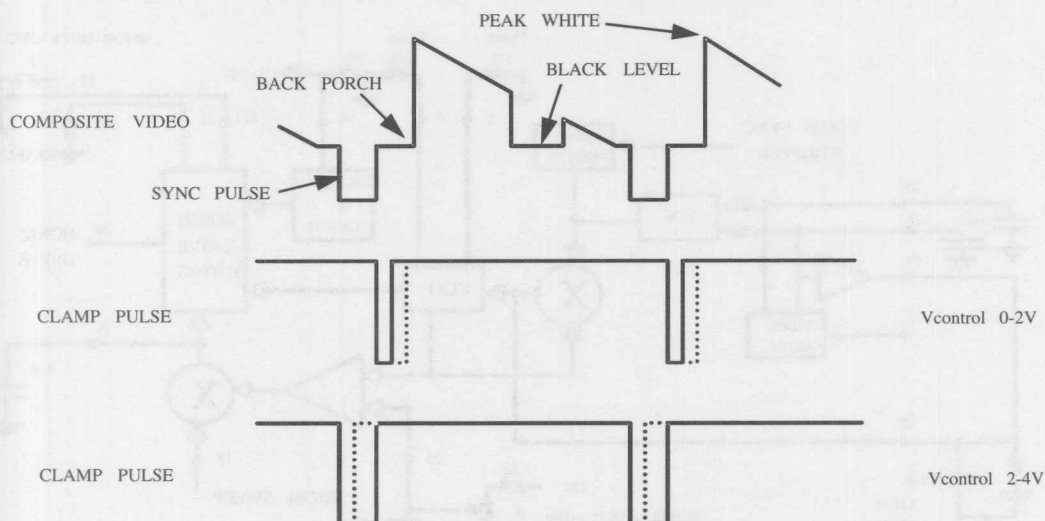 PEAK WHITE
BLACK LEVEL
BACK PORCH
COMPOSITE VIDEO
SYNC PULSE
CLAMP PULSE
Vcontrol 0-2V
CLAMP PULSE
Vcontrol 2-4V